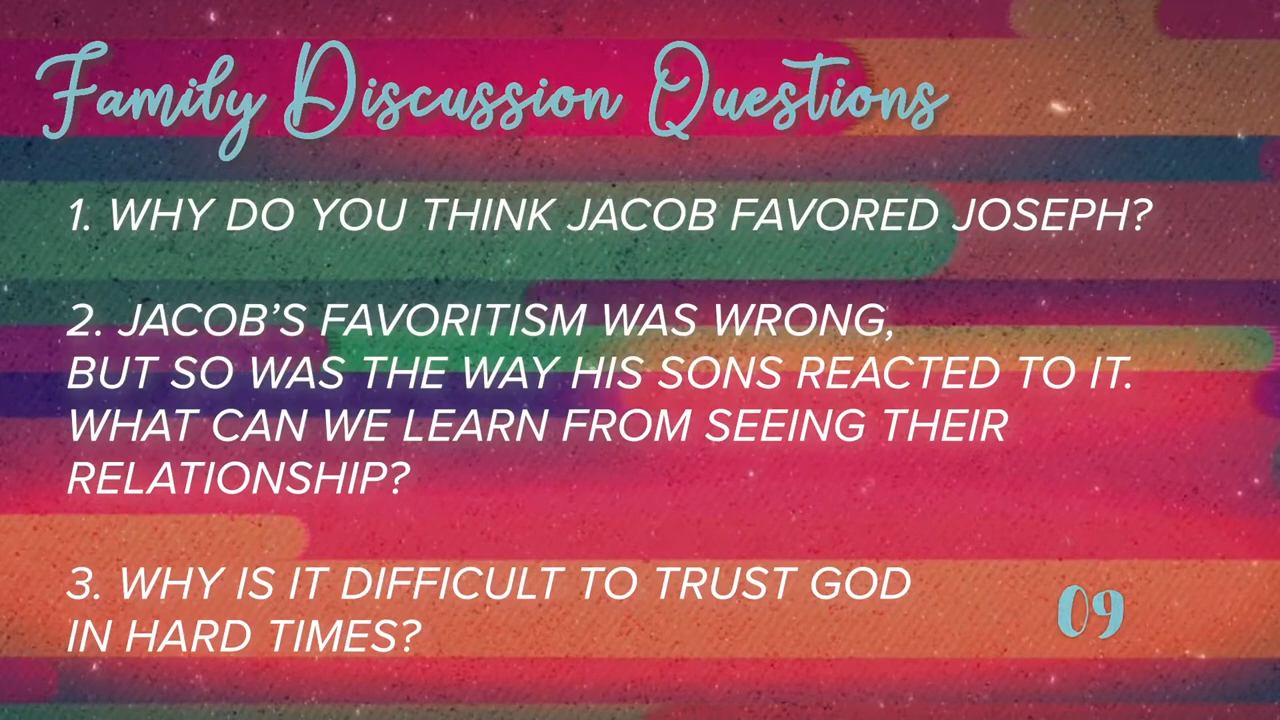 Family Discussion Questions
1. WHY DO YOU THINK JACOB FAVORED JOSEPH?
2. JACOB’S FAVORITISM WAS WRONG,
BUT SO WAS THE WAY HIS SONS REACTED TO IT.
WHAT CAN WE LEARN FROM SEEING THEIR
RELATIONSHIP?
3. WHY IS IT DIFFICULT TO TRUST GOD
IN HARD TIMES?
09